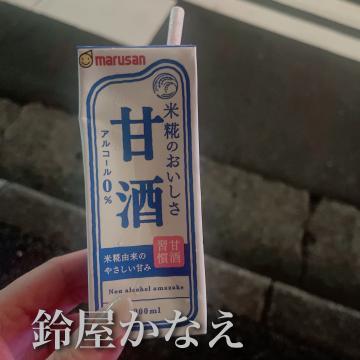 marusan
米糀のおいしさ
甘酒
アルコール0%
米糀由来の
やさしい甘み
甘酒
習慣
Non alcohol amazake
200ml
鈴屋かなえ